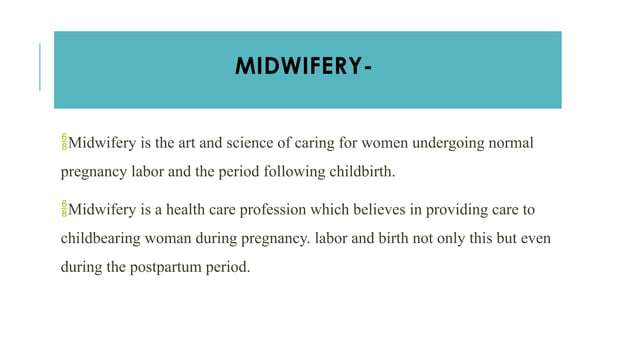 MIDWIFERY-
Midwifery is the art and science of caring for women undergoing normal
pregnancy labor and the period following childbirth.
Midwifery is a health care profession which believes in providing care to
childbearing woman during pregnancy. labor and birth not only this but even
during the postpartum period.